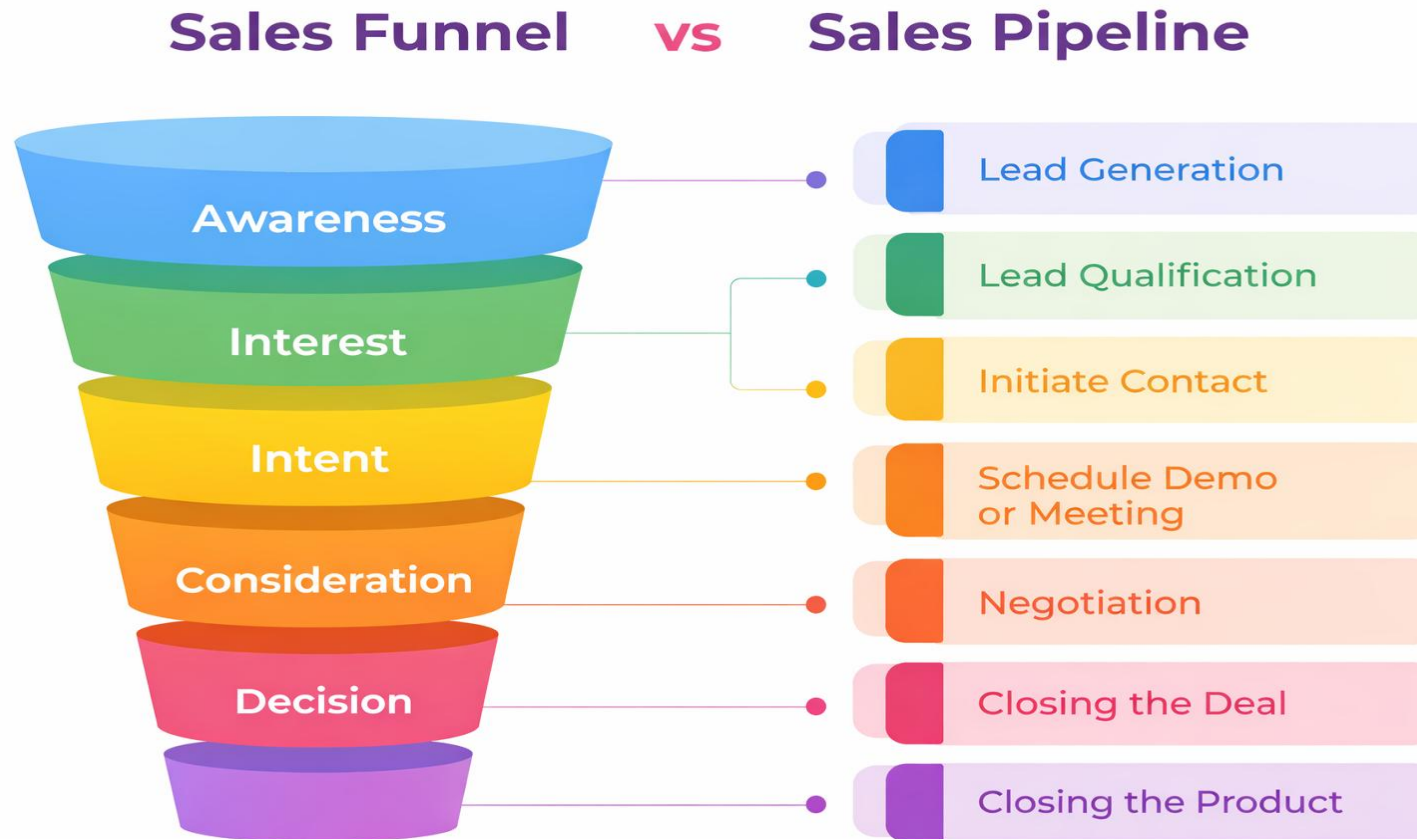 Sales Funnel vs Sales Pipeline
Awareness
Interest
Intent
Consideration
Decision
Lead Generation
Lead Qualification
Initiate Contact
Schedule Demo
or Meeting
Negotiation
Closing the Deal
Closing the Product